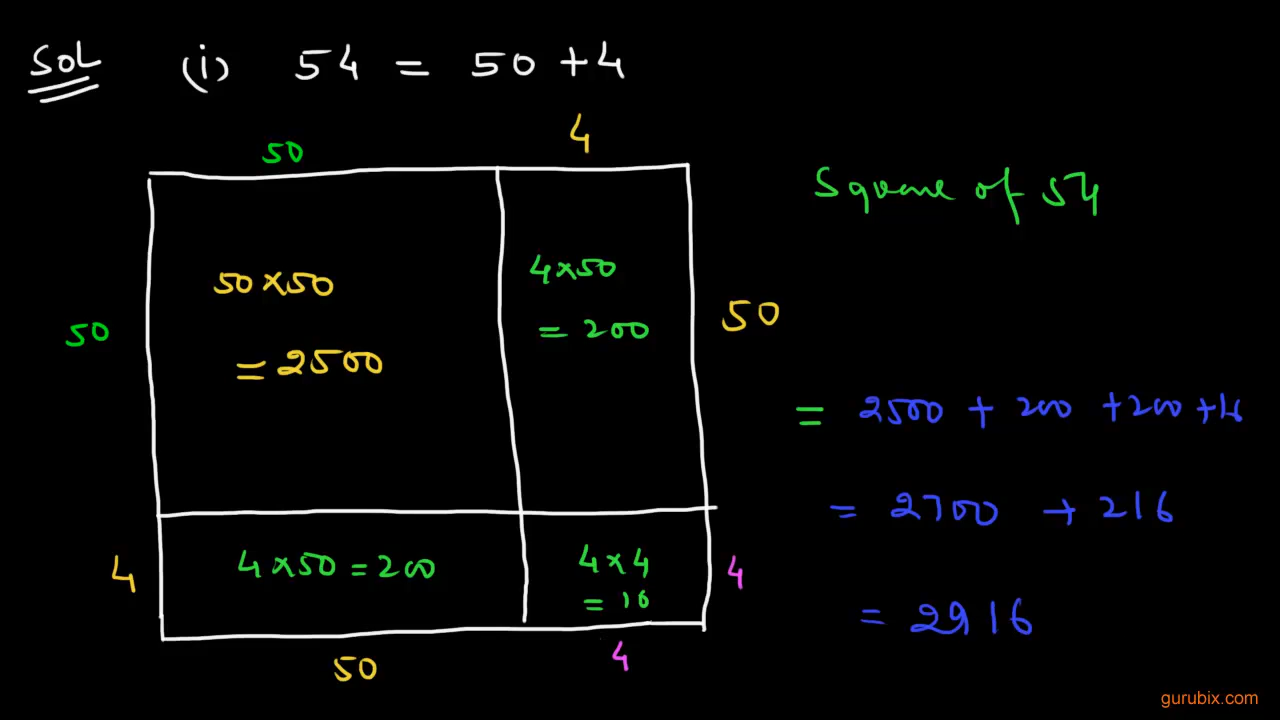 SOL (i) 54 = 50 + 4
50 4
50 × 50
= 2500
4 × 50
= 200
50
50
4 × 50 = 200
4 × 4
= 16
4
4
50
4
Square of 54
= 2500 + 200 + 200 + 16
= 2700 + 216
= 2916
gurubix.com